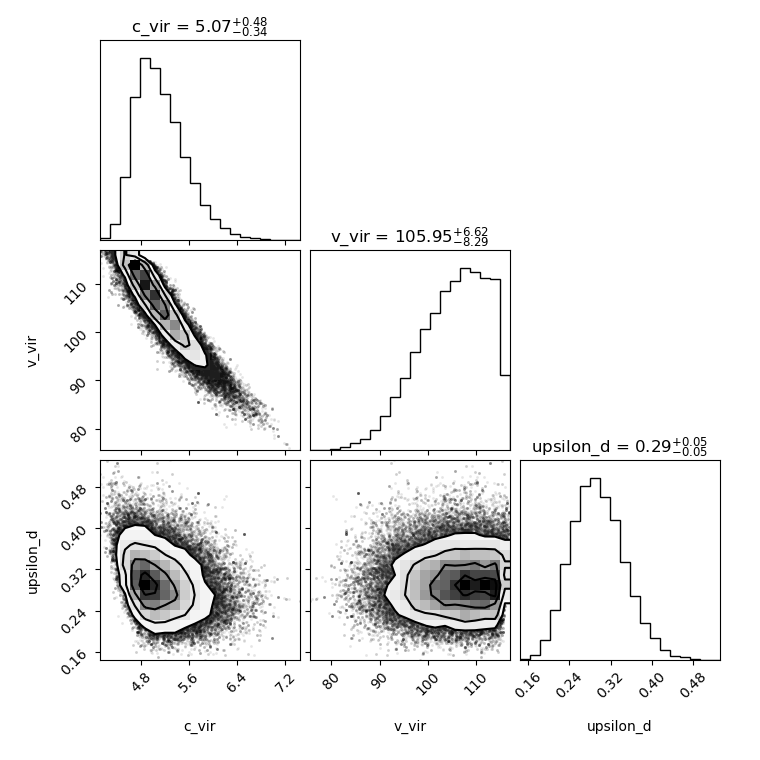 c_vir = 5.07+0.48−0.34
v_vir = 105.95+6.62−8.29
110
100
90
80
v_vir
upsilon_d = 0.29+0.05−0.05
0.48
0.40
0.32
0.24
0.16
upsilon_d
4.8 5.6 6.4 7.2
80 90 100 110
0.16 0.24 0.32 0.40 0.48
c_vir
v_vir
upsilon_d